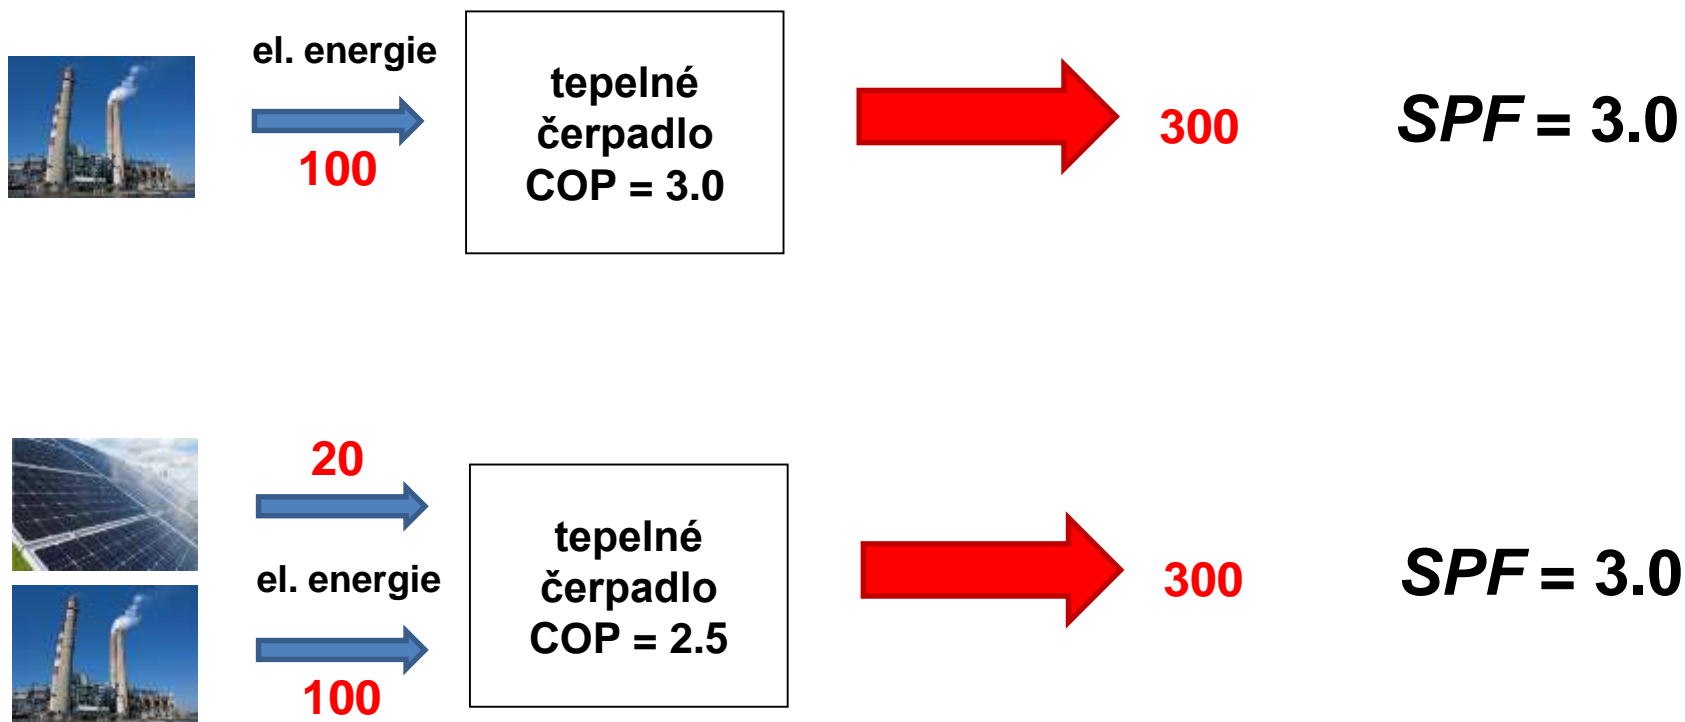 el. energie
100
tepelné
čerpadlo
COP = 3.0
300
SPF = 3.0
20
el. energie
100
tepelné
čerpadlo
COP = 2.5
300
SPF = 3.0